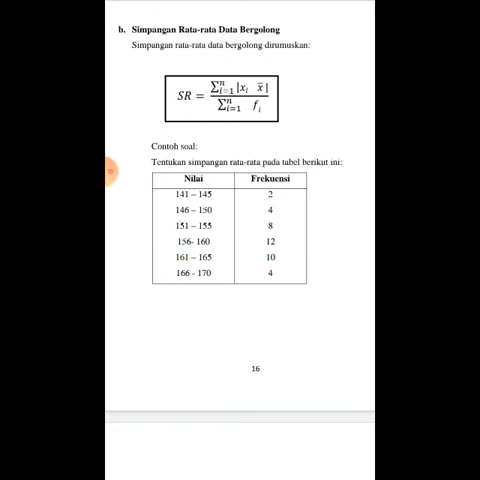 b. Simpangan Rata-rata Data Bergolong
Simpangan rata-rata data bergolong dirumuskan:
SR = ∑ⁿᵢ₌₁ |xᵢ x̄| / ∑ⁿᵢ₌₁ fᵢ
Contoh soal:
Tentukan simpangan rata-rata pada tabel berikut ini:
Nilai Frekuensi
141 – 145 2
146 – 150 4
151 – 155 8
156- 160 12
161 – 165 10
166 - 170 4
16